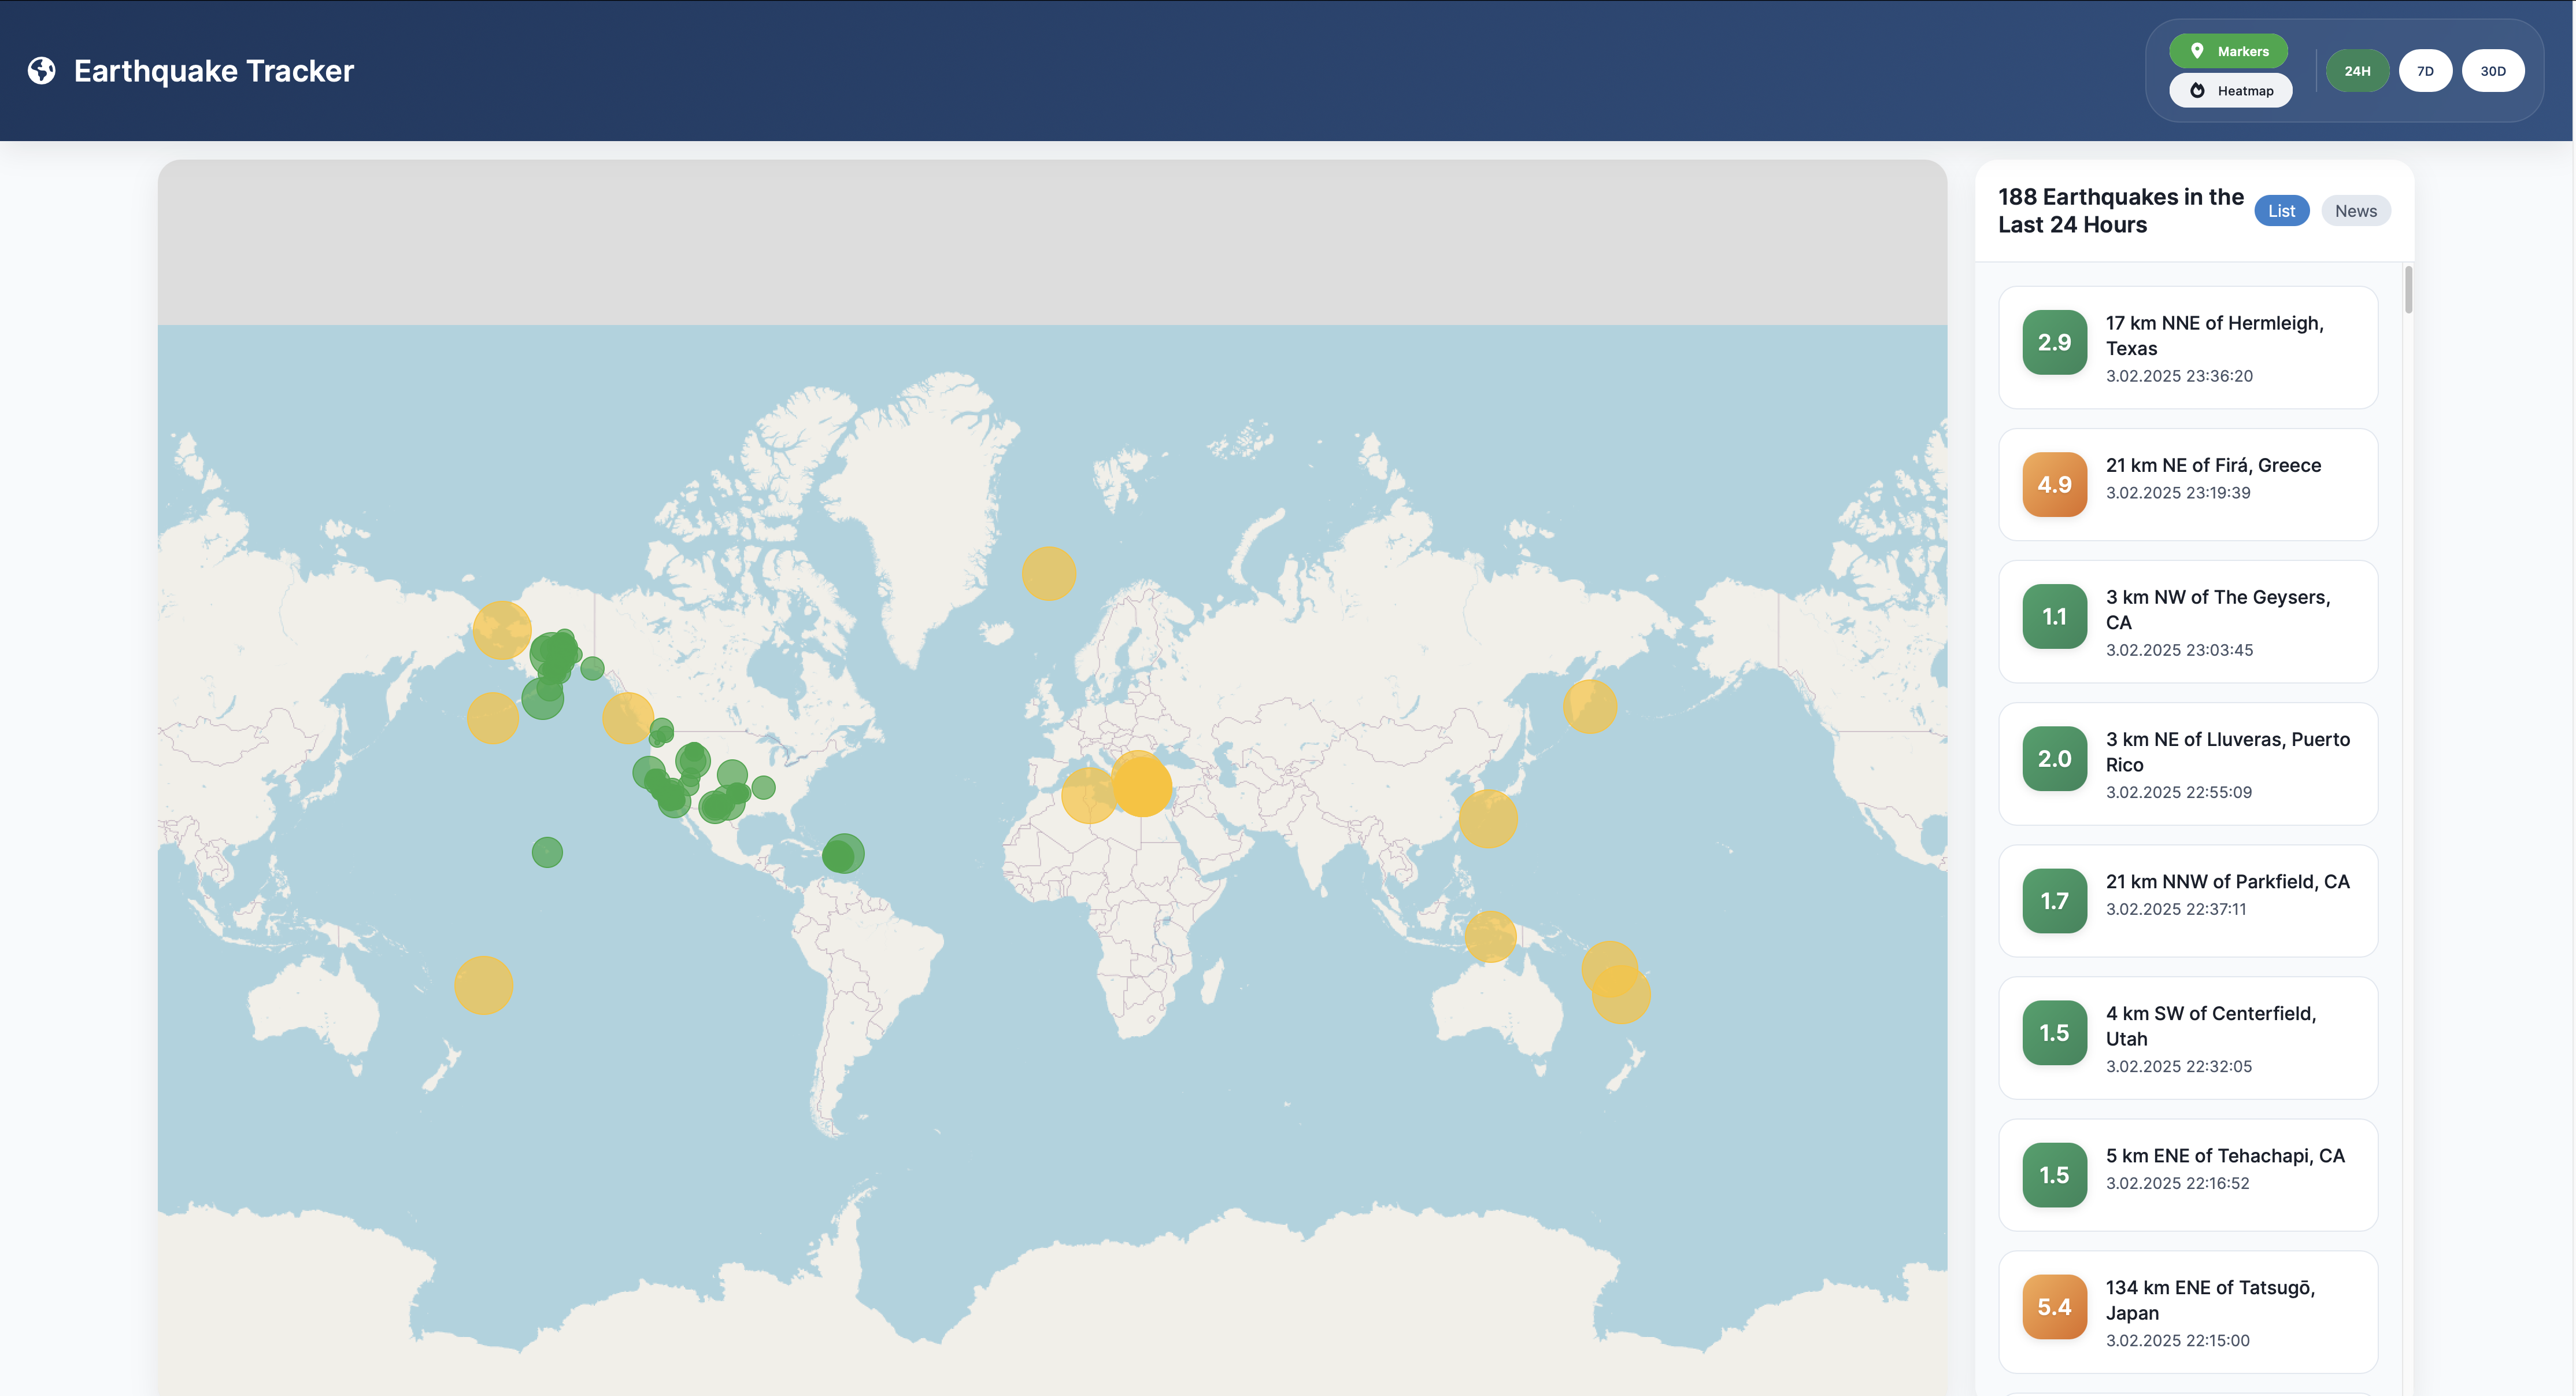 Earthquake Tracker
Markers
Heatmap
24H
7D
30D
188 Earthquakes in the
Last 24 Hours
List
News
2.9
17 km NNE of Hermleigh,
Texas
3.02.2025 23:36:20
4.9
21 km NE of Firá, Greece
3.02.2025 23:19:39
1.1
3 km NW of The Geysers,
CA
3.02.2025 23:03:45
2.0
3 km NE of Lluveras, Puerto
Rico
3.02.2025 22:55:09
1.7
21 km NNW of Parkfield, CA
3.02.2025 22:37:11
1.5
4 km SW of Centerfield,
Utah
3.02.2025 22:32:05
1.5
5 km ENE of Tehachapi, CA
3.02.2025 22:16:52
5.4
134 km ENE of Tatsugō,
Japan
3.02.2025 22:15:00